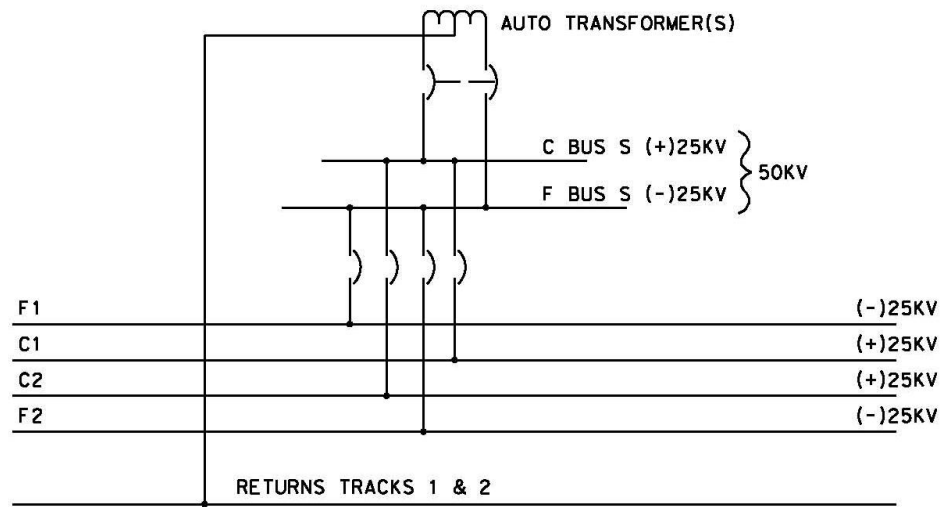 AUTO TRANSFORMER(S)
C BUS S (+)25KV
50KV
F BUS S (-)25KV
F1 (-)25KV
C1 (+)25KV
C2 (+)25KV
F2 (-)25KV
RETURNS TRACKS 1 & 2